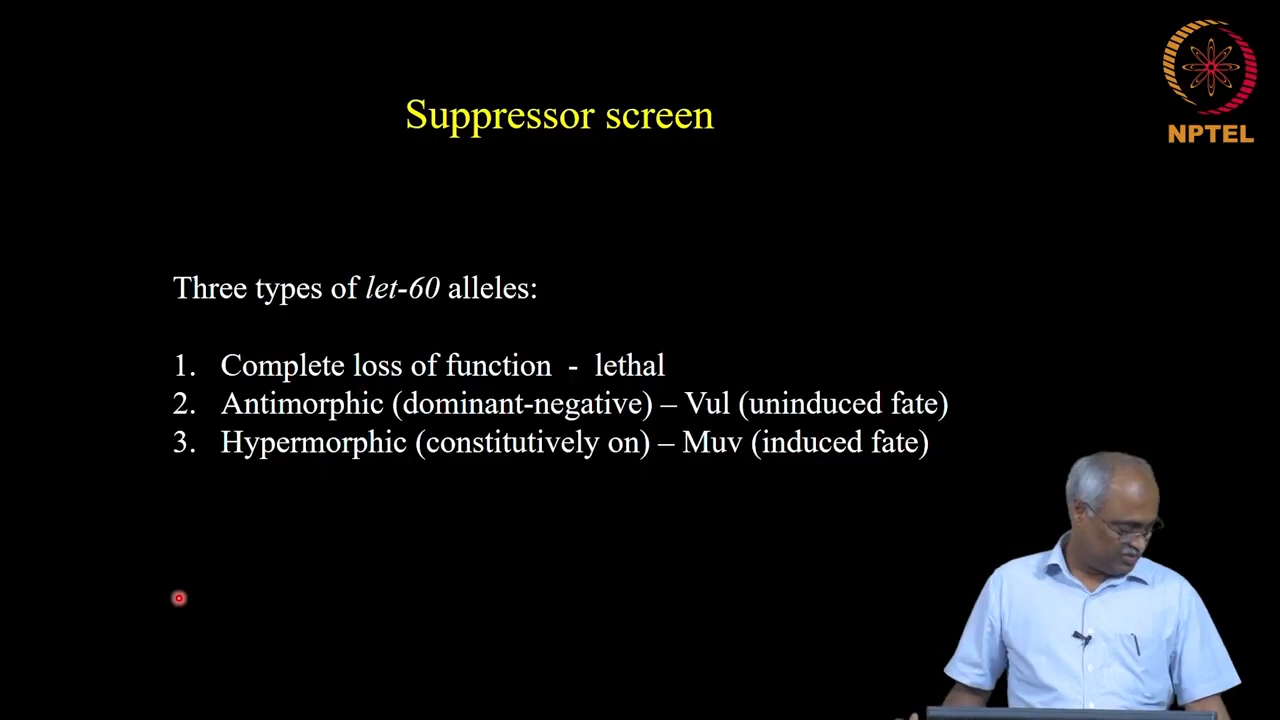 NPTEL
Suppressor screen
Three types of let-60 alleles:
1. Complete loss of function - lethal
2. Antimorphic (dominant-negative) – Vul (uninduced fate)
3. Hypermorphic (constitutively on) – Muv (induced fate)